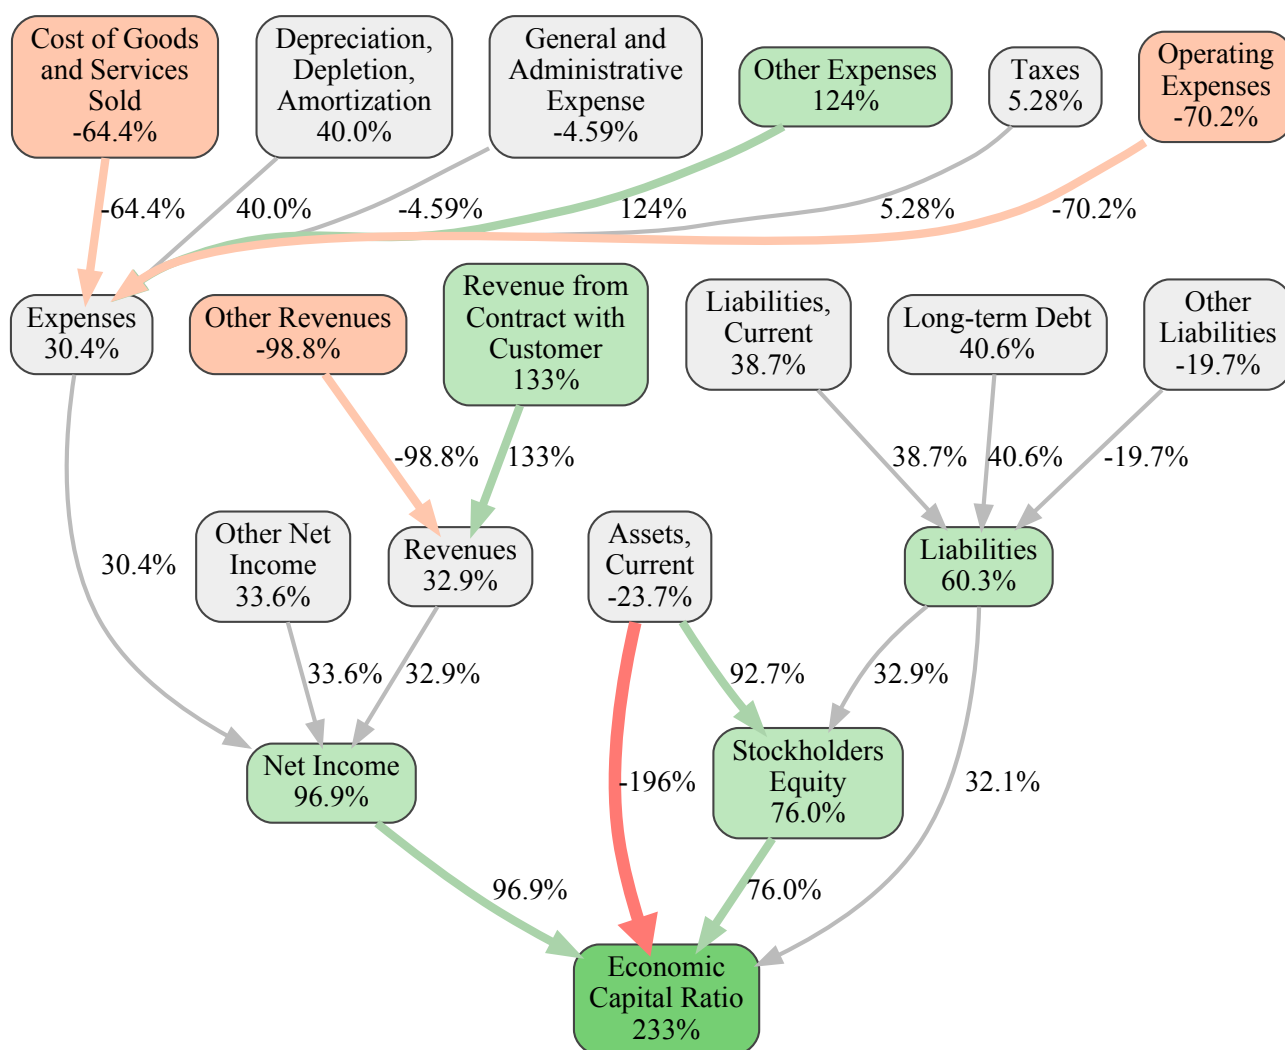 Cost of Goods
and Services
Sold
-64.4%
Depreciation,
Depletion,
Amortization
40.0%
General and
Administrative
Expense
-4.59%
Other Expenses
124%
Taxes
5.28%
Operating
Expenses
-70.2%
-64.4%
40.0%
-4.59%
124%
5.28%
-70.2%
Expenses
30.4%
Other Revenues
-98.8%
Revenue from
Contract with
Customer
133%
Liabilities,
Current
38.7%
Long-term Debt
40.6%
Other
Liabilities
-19.7%
-98.8%
133%
38.7%
40.6%
-19.7%
30.4%
Other Net
Income
33.6%
Revenues
32.9%
Assets,
Current
-23.7%
Liabilities
60.3%
33.6%
32.9%
92.7%
32.9%
Net Income
96.9%
-196%
Stockholders
Equity
76.0%
32.1%
96.9%
76.0%
Economic
Capital Ratio
233%